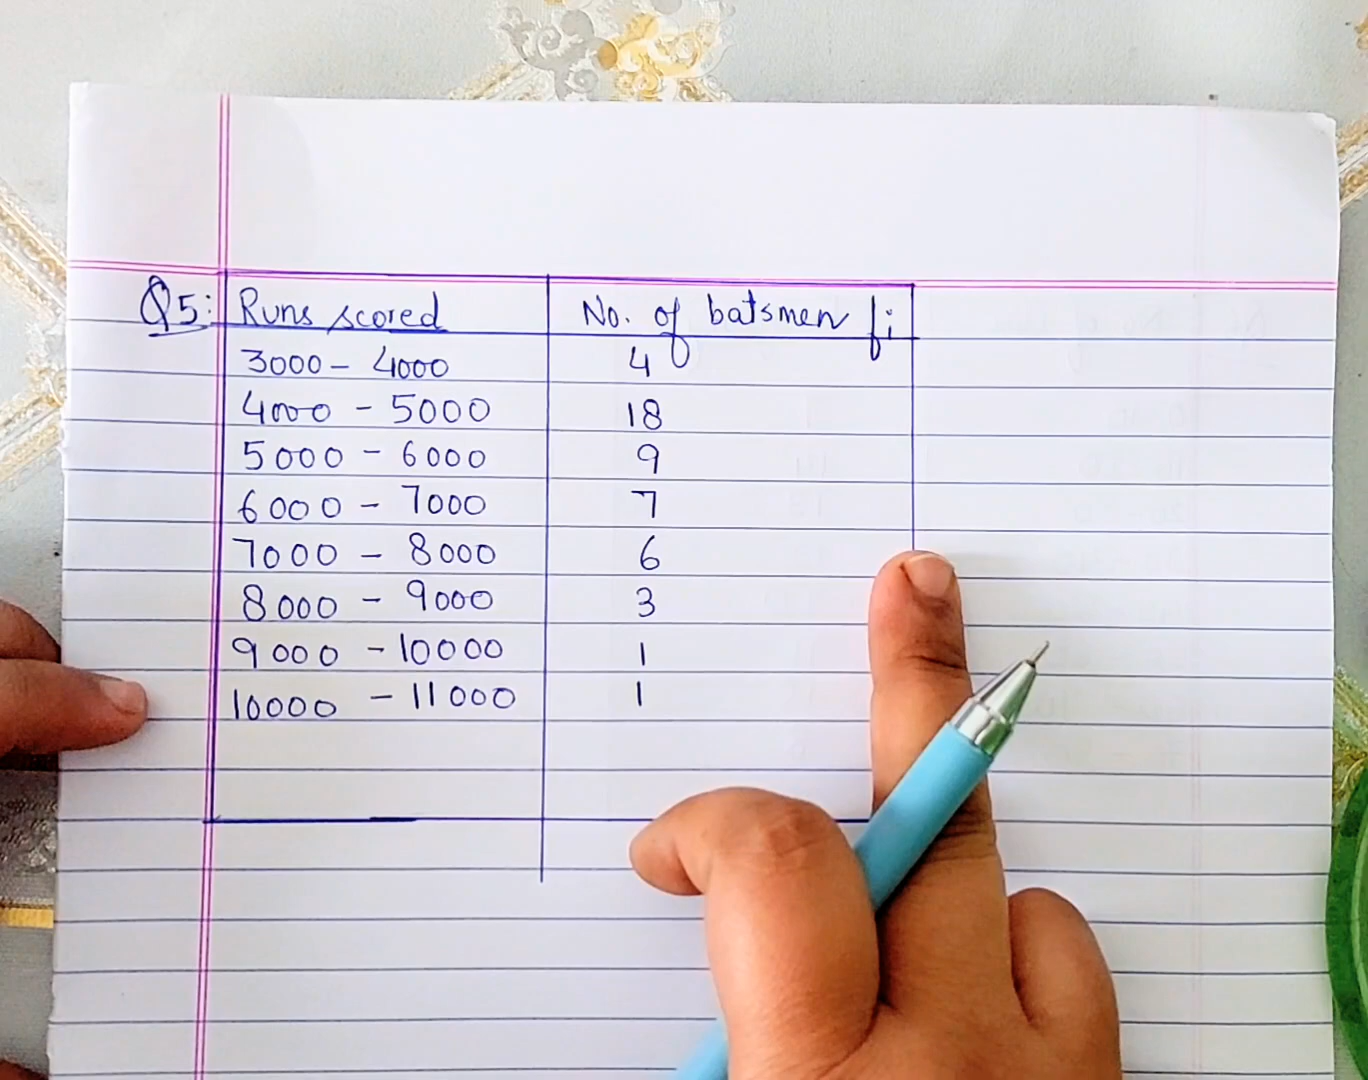 Q5: Runs scored No. of batsmen fi
3000 - 4000 4
4000 - 5000 18
5000 - 6000 9
6000 - 7000 7
7000 - 8000 6
8000 - 9000 3
9000 - 10000 1
10000 - 11000 1